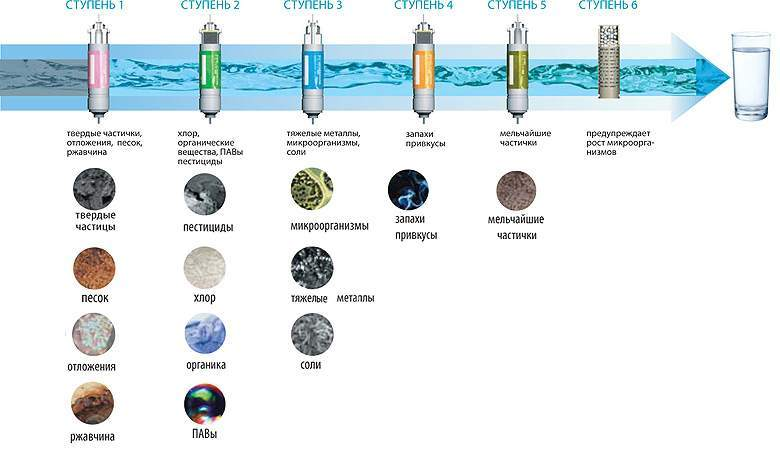 СТУПЕНЬ 1
СТУПЕНЬ 2
СТУПЕНЬ 3
СТУПЕНЬ 4
СТУПЕНЬ 5
СТУПЕНЬ 6
твердые частички,
отложения, песок,
ржавчина
хлор,
органические
вещества, ПАВы
пестициды
тяжелые металлы,
микроорганизмы,
соли
запахи
привкусы
мельчайшие
частички
предупреждает
рост микроорга-
низмов
твердые
частицы
пестициды
микроорганизмы
запахи
привкусы
мельчайшие
частички
песок
хлор
тяжелые металлы
отложения
органика
соли
ржавчина
ПАВы